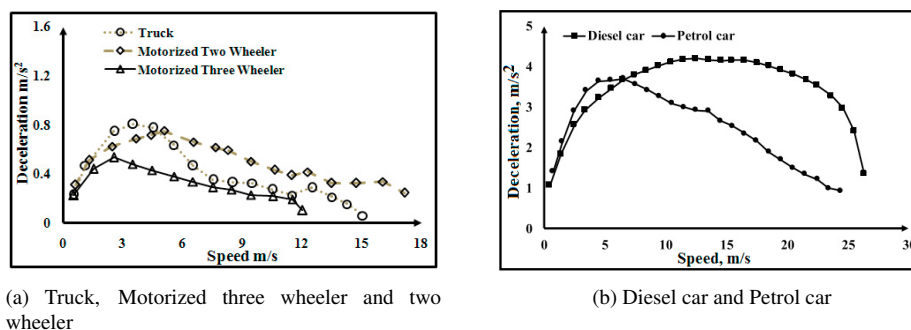 1.6
1.2
0.8
0.4
0
Deceleration m/s²
Truck
Motorized Two Wheeler
Motorized Three Wheeler
0 3 6 9 12 15 18
Speed m/s
(a) Truck, Motorized three wheeler and two
wheeler
5
4
3
2
1
0
Deceleration, m/s²
Diesel car Petrol car
0 5 10 15 20 25 30
Speed, m/s
(b) Diesel car and Petrol car